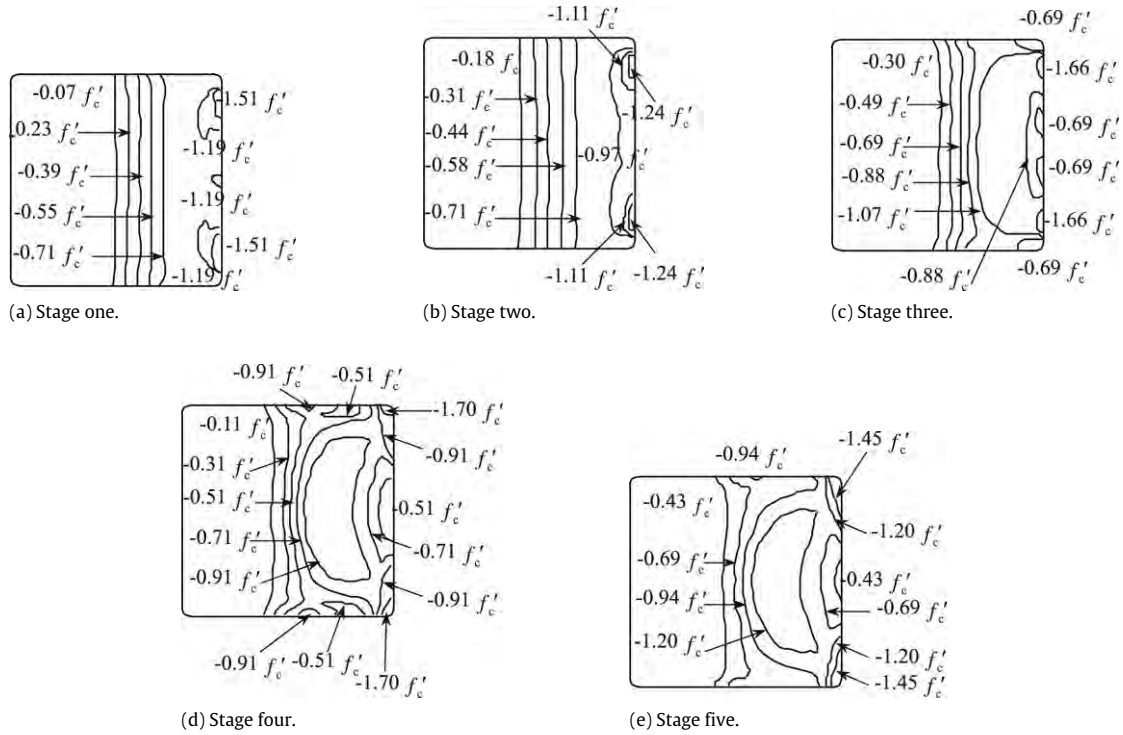 -0.07 f'c
0.23 f'c
-0.39 f'c
-0.55 f'c
-0.71 f'c
1.51 f'c
-1.19 f'c
-1.19 f'c
-1.51 f'c
-1.19 f'c
(a) Stage one.
-1.11 f'c
-0.18 fc
-0.31 f'c
-0.44 f'c
-0.58 f'c
-0.71 f'c
-1.24 f'c
-0.97 f'c
-1.11 f'c
-1.24 f'c
(b) Stage two.
-0.69 f'c
-0.30 f'c
-0.49 f'c
-0.69 f'c
-0.88 f'c
-1.07 f'c
-1.66 f'c
-0.69 f'c
-0.69 f'c
-1.66 f'c
-0.88 f'c
-0.69 f'c
(c) Stage three.
-0.91 f'c
-0.51 f'c
-1.70 f'c
-0.11 f'c
-0.31 f'c
-0.51 f'c
-0.71 f'c
-0.91 f'c
-0.91 f'c
-0.51 f'c
-0.71 f'c
-0.91 f'c
-0.91 f'c
-0.51 f'c
-1.70 f'c
(d) Stage four.
-0.94 f'c
-1.45 f'c
-0.43 f'c
-0.69 f'c
-0.94 f'c
-1.20 f'c
-1.20 f'c
-0.43 f'c
-0.69 f'c
-1.20 f'c
-1.45 f'c
(e) Stage five.